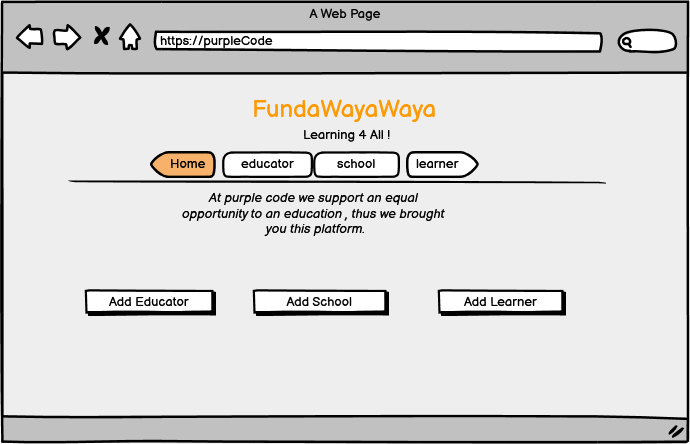 A Web Page
https://purpleCode
FundaWayaWaya
Learning 4 All !
Home educator school learner
At purple code we support an equal
opportunity to an education , thus we brought
you this platform.
Add Educator Add School Add Learner